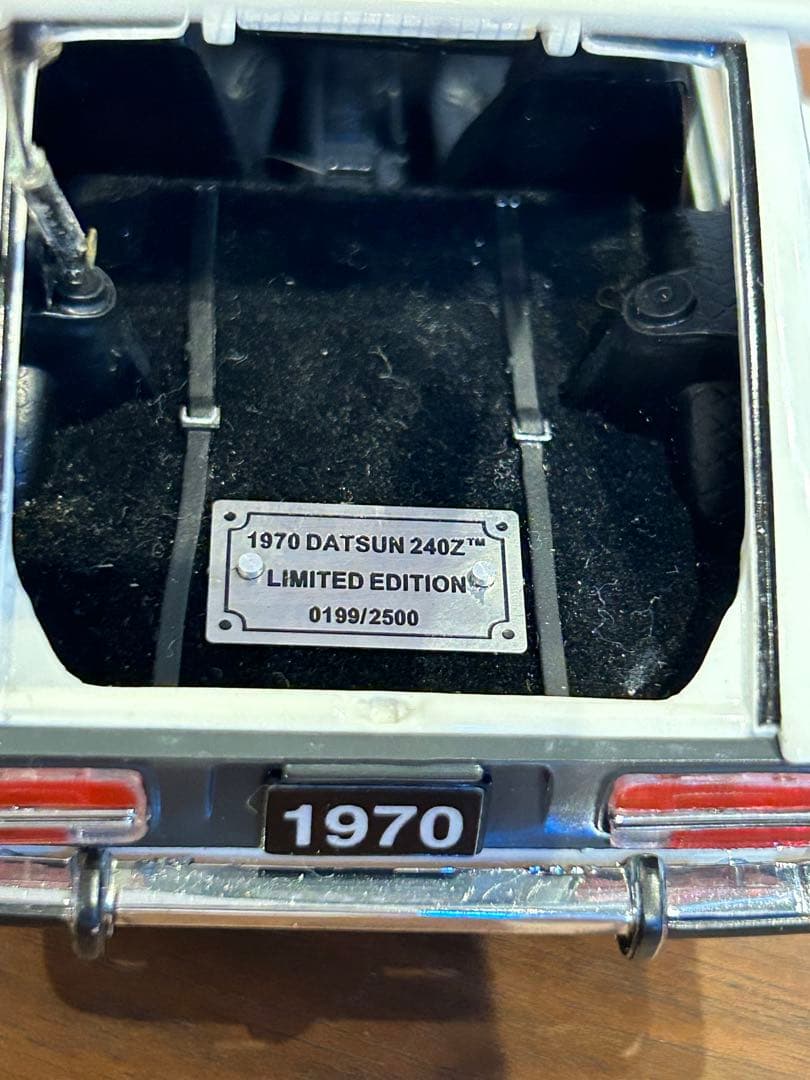 1970 DATSUN 240Z™
LIMITED EDITION
0199/2500
1970